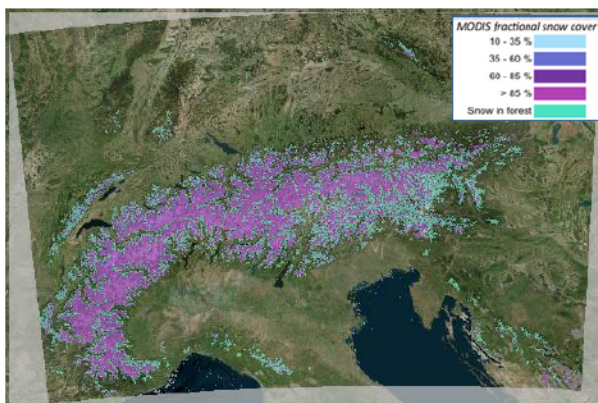 MODIS fractional snow cover
10 - 35 %
35 - 60 %
60 - 85 %
> 85 %
Snow in forest